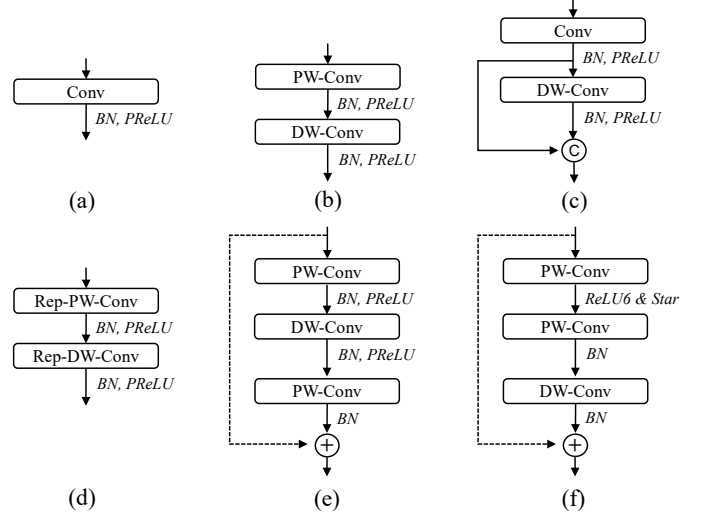 Conv
BN, PReLU
(a)
PW-Conv
BN, PReLU
DW-Conv
BN, PReLU
(b)
Conv
BN, PReLU
DW-Conv
BN, PReLU
C
(c)
Rep-PW-Conv
BN, PReLU
Rep-DW-Conv
BN, PReLU
(d)
PW-Conv
BN, PReLU
DW-Conv
BN, PReLU
PW-Conv
BN
+
(e)
PW-Conv
ReLU6 & Star
PW-Conv
BN
DW-Conv
BN
+
(f)